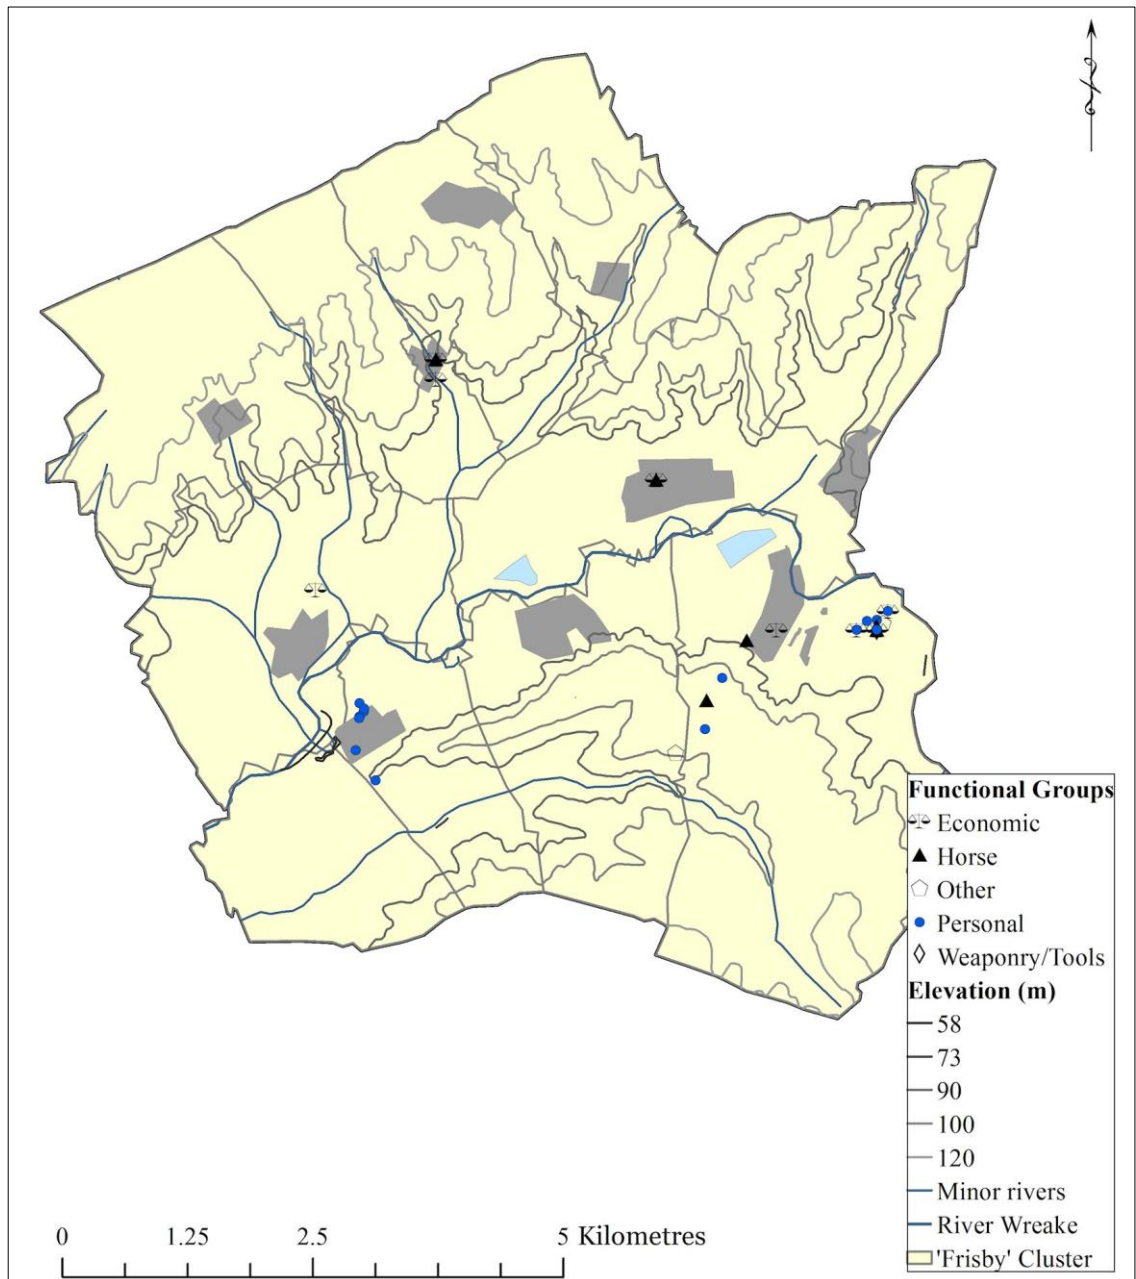 Functional Groups
Economic
Horse
Other
Personal
Weaponry/Tools
Elevation (m)
58
73
90
100
120
Minor rivers
River Wreake
'Frisby' Cluster
0 1.25 2.5 5 Kilometres